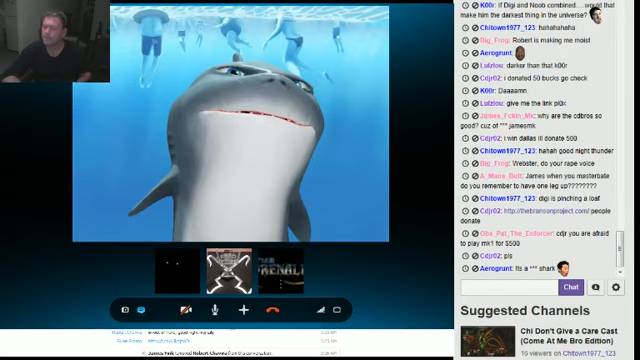 K00r: If Digi and Noob combined.....would that
make him the darkest thing in the universe?
Chitown1977_123: hahahahaha
Big_Frog: Robert is making me moist
Aerogrunt:
Lulzlou: darker than that k00r
Cdjr02: i donated 50 bucks go check
K00r: Daaaamn.
Lulzlou: give me the link pl0x
James_Fckin_Mk: why are the cdbros so
good? cuz of *** jamesmk
Cdjr02: i win dallas ill donate 500
Chitown1977_123: hahah good night thunder
Big_Frog: Webster, do your rape voice
A_Mans_Butt: James when you masterbate
do you remember to have one leg up????????
Chitown1977_123: digi is pinching a loaf
Cdjr02: http://thebransonproject.com/ people
donate
Obs_Pat_The_Enforcer: cdjr you are afraid
to play mk1 for $500
Cdjr02: pls
Aerogrunt: Its a *** shark
Chat
Suggested Channels
Chi Don't Give a Care Cast
(Come At Me Bro Edition)
16 viewers on Chunglefighter